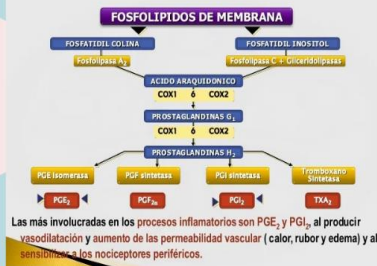 FOSFOLIPIDOS DE MEMBRANA
FOSFATIDIL COLINA
FOSFATIDIL INOSITOL
Fosfolipasa A₂
Fosfolipasa C + Gliceridolipasas
ACIDO ARAQUIDONICO
COX1 ó COX2
PROSTAGLANDINAS G₂
COX1 ó COX2
PROSTAGLANDINAS H₂
PGE isomerasa
PGF sintetasa
PGI sintetasa
Tromboxano
Sintetasa
PGE₂
PGF₂α
PGI₂
TXA₂
Las más involucradas en los procesos inflamatorios son PGE₂ y PGI₂, al producir
vasodilatación y aumento de las permeabilidad vascular ( calor, rubor y edema) y al
sensibilizar a los nociceptores periféricos.